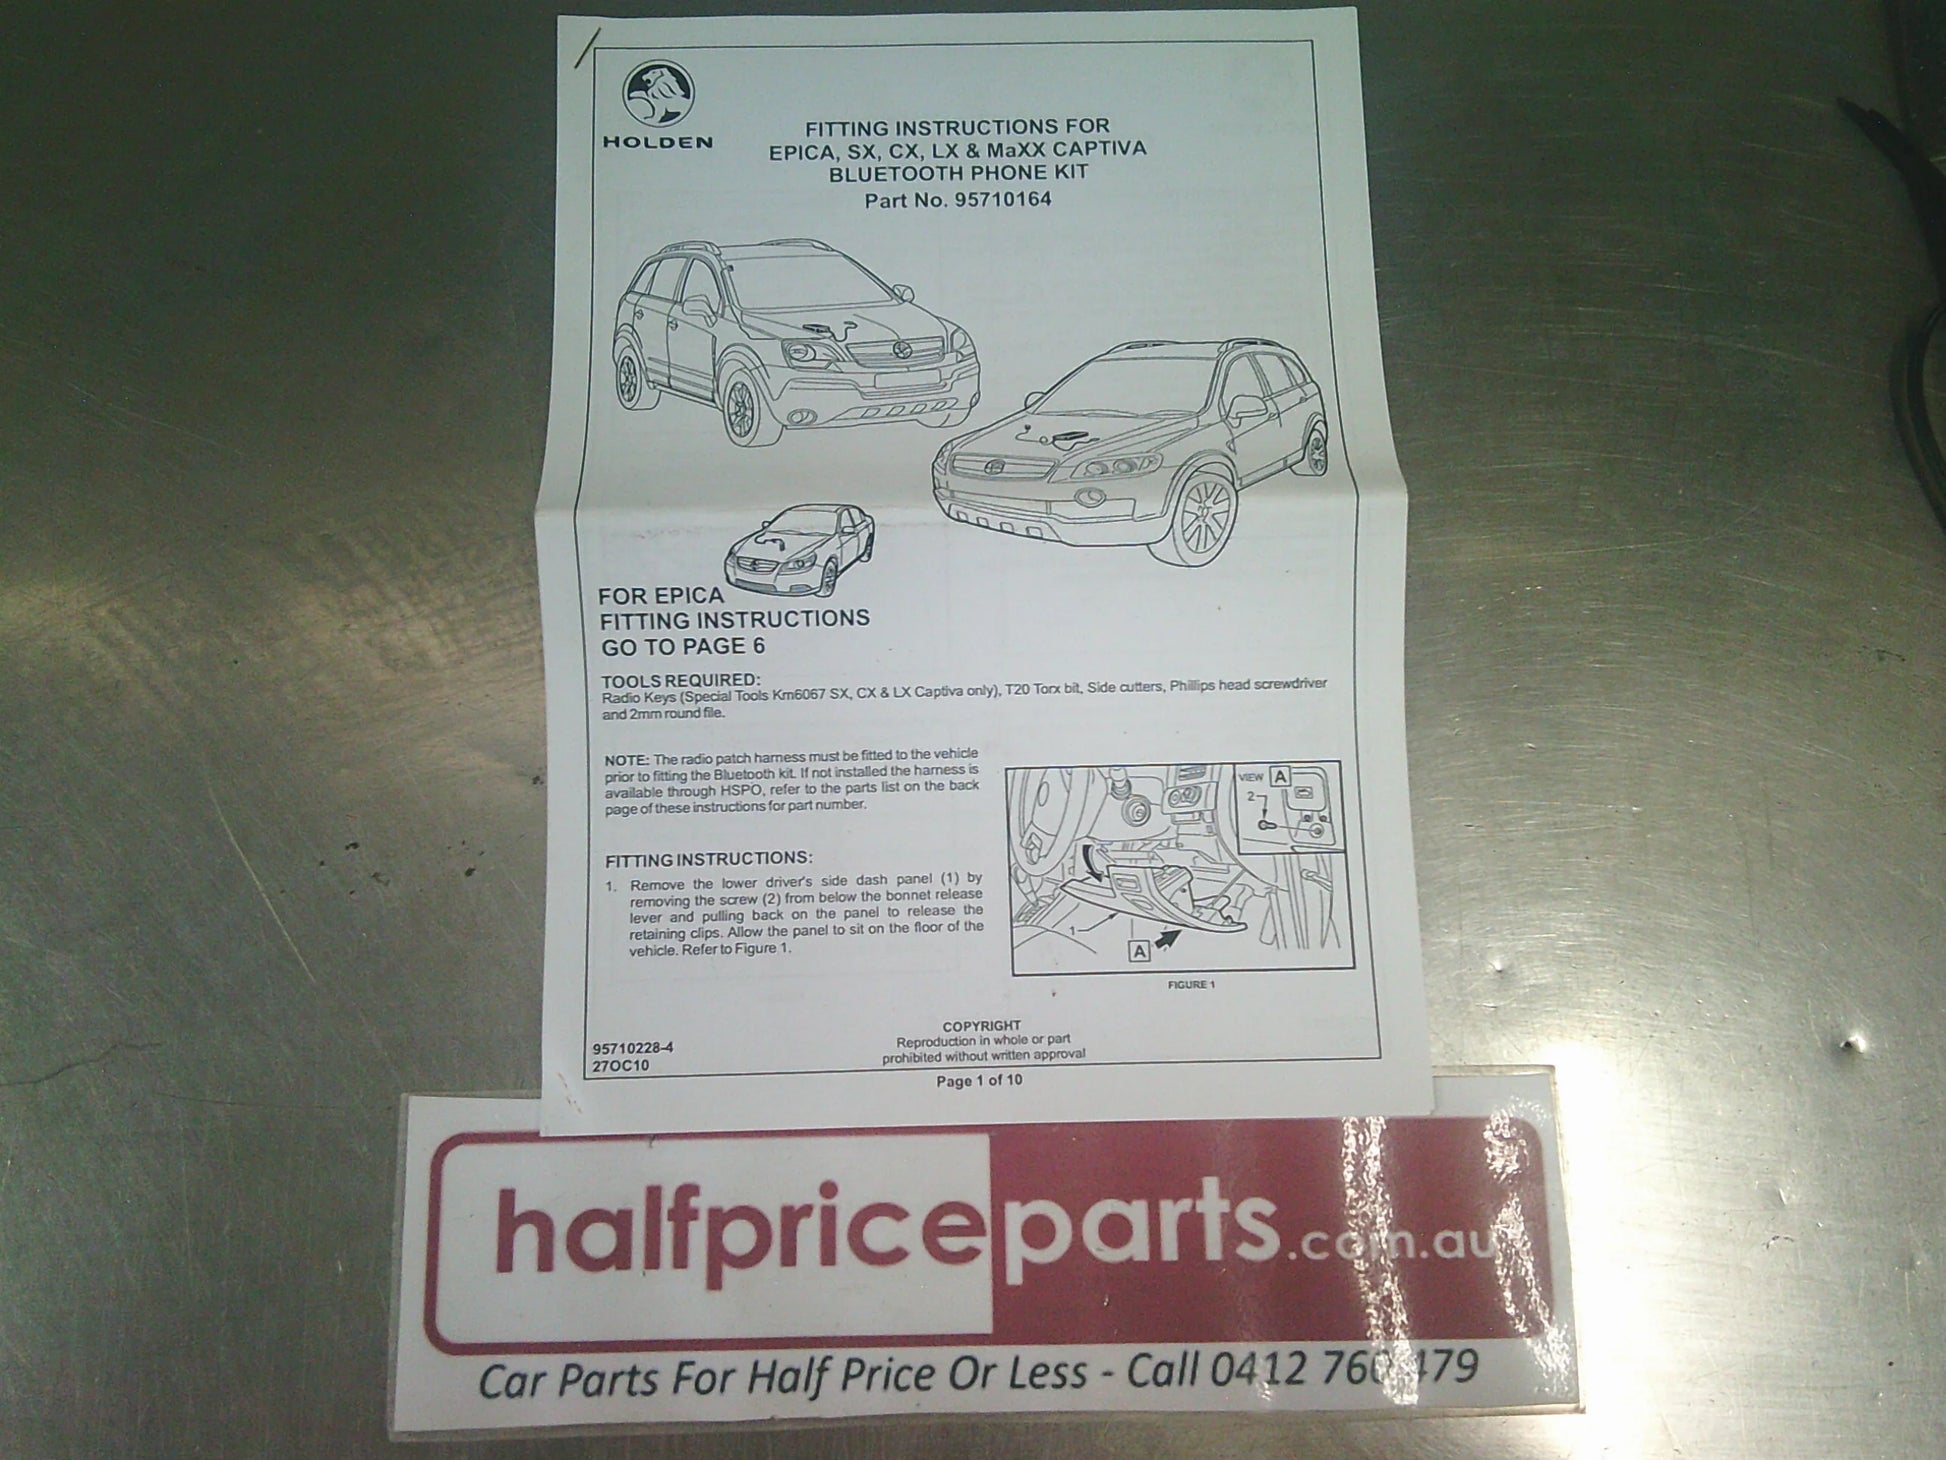 HOLDEN
FITTING INSTRUCTIONS FOR
EPICA, SX, CX, LX & MaXX CAPTIVA
BLUETOOTH PHONE KIT
Part No. 95710164
FOR EPICA
FITTING INSTRUCTIONS
GO TO PAGE 6
TOOLS REQUIRED:
Radio Keys (Special Tools Km6067 SX, CX & LX Captiva only), T20 Torx bit, Side cutters, Phillips head screwdriver
and 2mm round file.
NOTE: The radio patch harness must be fitted to the vehicle
prior to fitting the Bluetooth kit. If not installed the harness is
available through HSPO, refer to the parts list on the back
page of these instructions for part number.
FITTING INSTRUCTIONS:
1. Remove the lower driver's side dash panel (1) by
removing the screw (2) from below the bonnet release
lever and pulling back on the panel to release the
retaining clips. Allow the panel to sit on the floor of the
vehicle. Refer to Figure 1.
VIEW A
2
1
A
FIGURE 1
95710228-4
27OC10
COPYRIGHT
Reproduction in whole or part
prohibited without written approval
Page 1 of 10
halfpriceparts.com.au
Car Parts For Half Price Or Less - Call 0412